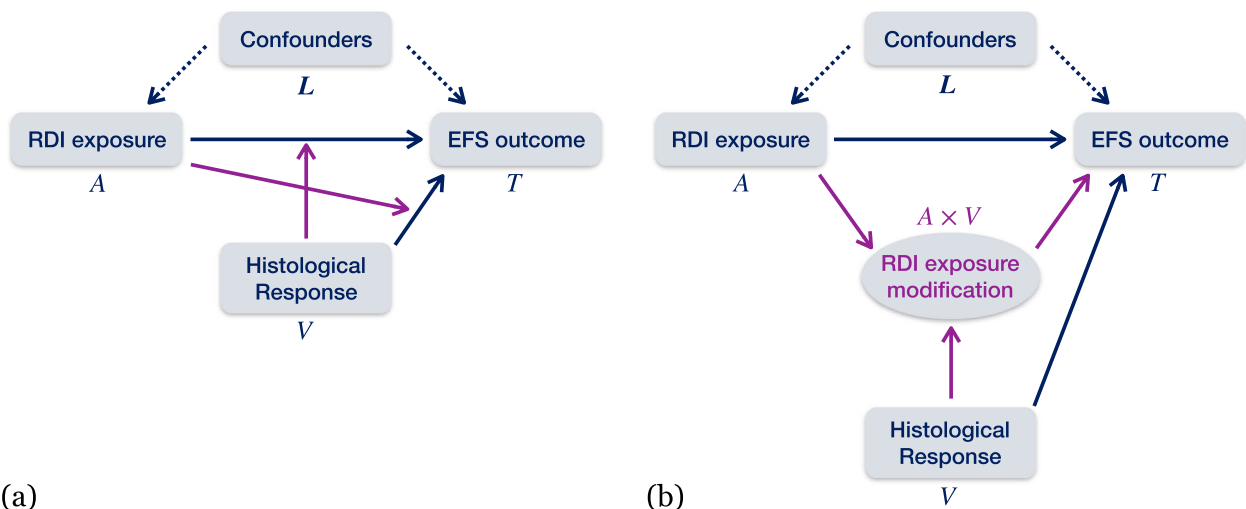 Confounders
L
RDI exposure
A
EFS outcome
T
Histological
Response
V
(a)
Confounders
L
RDI exposure
A
EFS outcome
T
A × V
RDI exposure
modification
Histological
Response
V
(b)